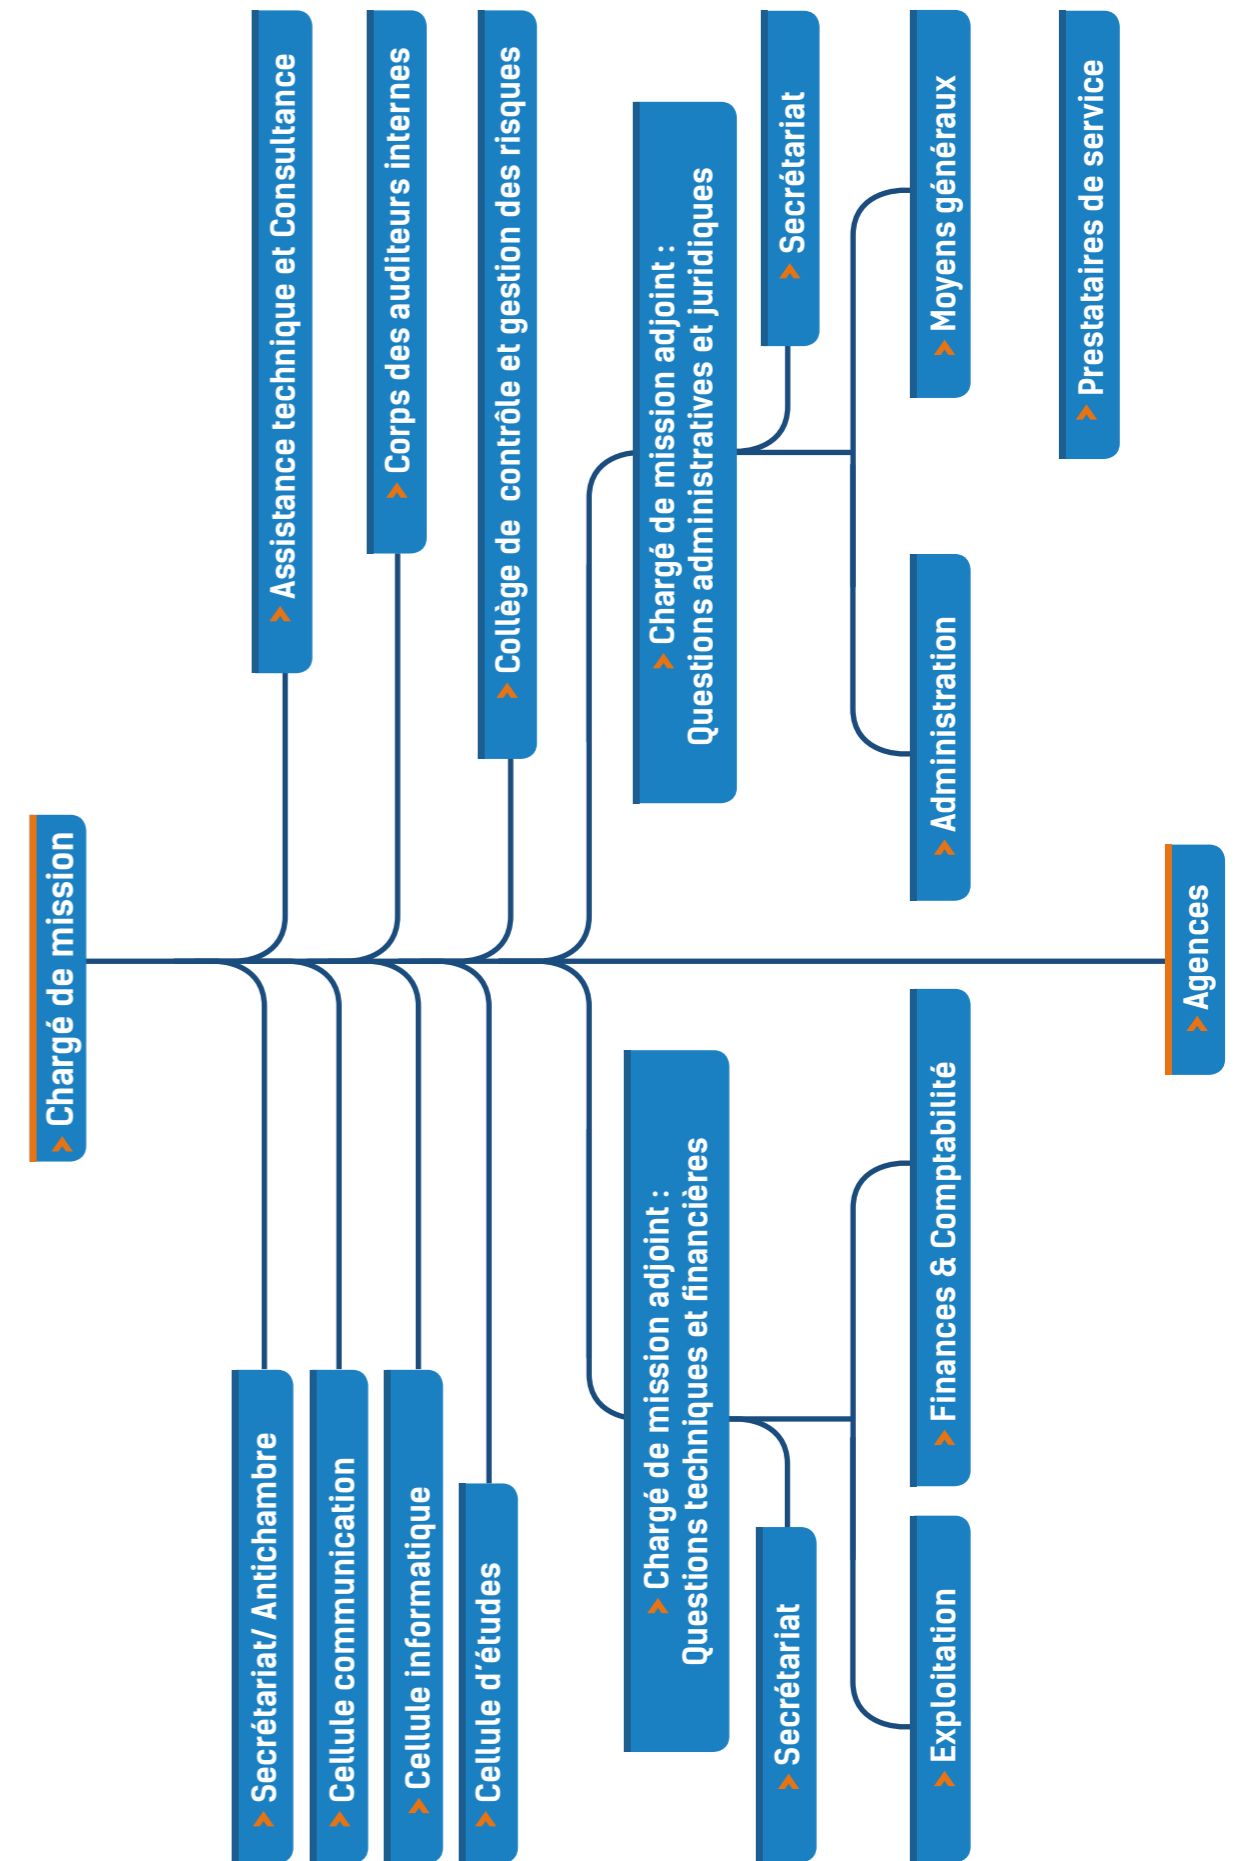 Chargé de mission
Secrétariat/ Antichambre
Assistance technique et Consultance
Cellule communication
Corps des auditeurs internes
Cellule informatique
Cellule d'études
Collège de contrôle et gestion des risques
Chargé de mission adjoint :
Questions techniques et financières
Chargé de mission adjoint :
Questions administratives et juridiques
Secrétariat
Secrétariat
Exploitation
Finances & Comptabilité
Administration
Moyens généraux
Prestataires de service
Agences